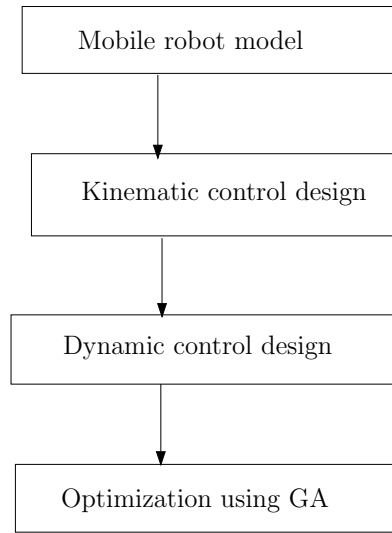 Mobile robot model
Kinematic control design
Dynamic control design
Optimization using GA